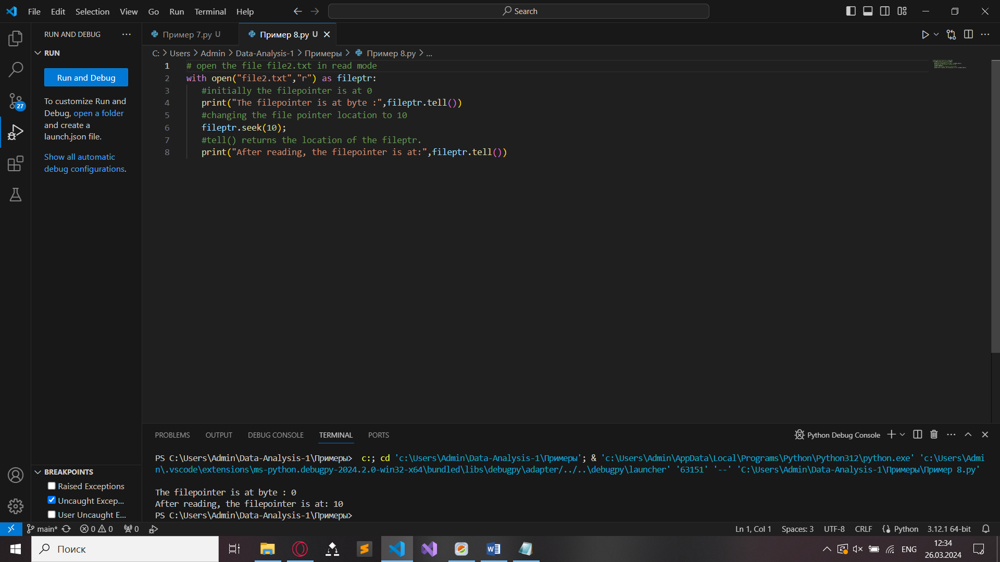 File Edit Selection View Go Run Terminal Help Search
RUN AND DEBUG ··· Пример 7.py U Пример 8.py U
RUN
C: > Users > Admin > Data-Analysis-1 > Примеры > Пример 8.py > ...
Run and Debug
To customize Run and
Debug, open a folder
and create a
launch.json file.
Show all automatic
debug configurations.
1 # open the file file2.txt in read mode
2 with open("file2.txt","r") as fileptr:
3 #initially the filepointer is at 0
4 print("The filepointer is at byte :",fileptr.tell())
5 #changing the file pointer location to 10
6 fileptr.seek(10);
7 #tell() returns the location of the fileptr.
8 print("After reading, the filepointer is at:",fileptr.tell())
27
PROBLEMS OUTPUT DEBUG CONSOLE TERMINAL PORTS Python Debug Console
PS C:\Users\Admin\Data-Analysis-1\Примеры>  c:; cd 'c:\Users\Admin\Data-Analysis-1\Примеры'; & 'c:\Users\Admin\AppData\Local\Programs\Python\Python312\python.exe' 'c:\Users\Admi
n\.vscode\extensions\ms-python.debugpy-2024.2.0-win32-x64\bundled\libs\debugpy\adapter/../..\debugpy\launcher' '63151' '--' 'C:\Users\Admin\Data-Analysis-1\Примеры\Пример 8.py'
The filepointer is at byte : 0
After reading, the filepointer is at: 10
PS C:\Users\Admin\Data-Analysis-1\Примеры>
BREAKPOINTS
Raised Exceptions
Uncaught Excep...
User Uncaught E...
main* 0 0 0 Ln 1, Col 1 Spaces: 3 UTF-8 CRLF Python 3.12.1 64-bit
Поиск ENG 12:34
26.03.2024